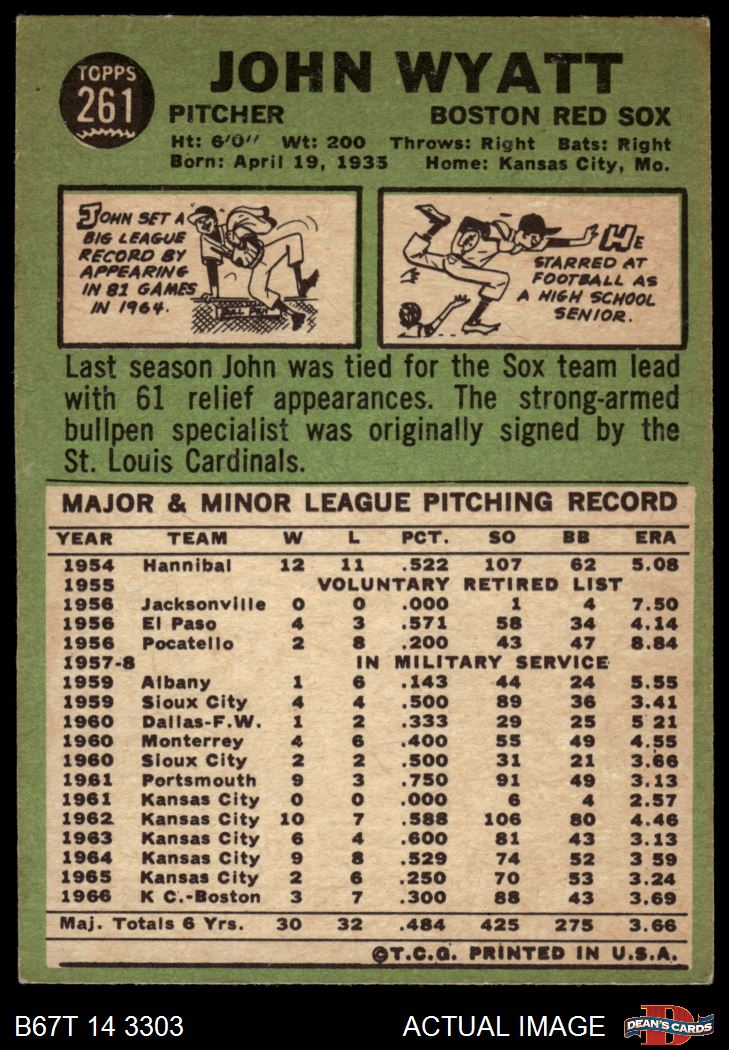 TOPPS
261
JOHN WYATT
PITCHER BOSTON RED SOX
Ht: 6'0" Wt: 200 Throws: Right Bats: Right
Born: April 19, 1935 Home: Kansas City, Mo.
JOHN SET A
BIG LEAGUE
RECORD BY
APPEARING
IN 81 GAMES
IN 1964.
BULL PEN
HE
STARRED AT
FOOTBALL AS
A HIGH SCHOOL
SENIOR.
Last season John was tied for the Sox team lead
with 61 relief appearances. The strong-armed
bullpen specialist was originally signed by the
St. Louis Cardinals.
MAJOR & MINOR LEAGUE PITCHING RECORD
YEAR TEAM W L PCT. SO BB ERA
1954 Hannibal 12 11 .522 107 62 5.08
1955 VOLUNTARY RETIRED LIST
1956 Jacksonville 0 0 .000 1 4 7.50
1956 El Paso 4 3 .571 58 34 4.14
1956 Pocatello 2 8 .200 43 47 8.84
1957-8 IN MILITARY SERVICE
1959 Albany 1 6 .143 44 24 5.55
1959 Sioux City 4 4 .500 89 36 3.41
1960 Dallas-F.W. 1 2 .333 29 25 5 21
1960 Monterrey 4 6 .400 55 49 4.55
1960 Sioux City 2 2 .500 31 21 3.66
1961 Portsmouth 9 3 .750 91 49 3.13
1961 Kansas City 0 0 .000 6 4 2.57
1962 Kansas City 10 7 .588 106 80 4.46
1963 Kansas City 6 4 .600 81 43 3.13
1964 Kansas City 9 8 .529 74 52 3 59
1965 Kansas City 2 6 .250 70 53 3.24
1966 K C.-Boston 3 7 .300 88 43 3.69
Maj. Totals 6 Yrs. 30 32 .484 425 275 3.66
©T.C.G. PRINTED IN U.S.A.
B67T 14 3303 ACTUAL IMAGE DEAN'S CARDS